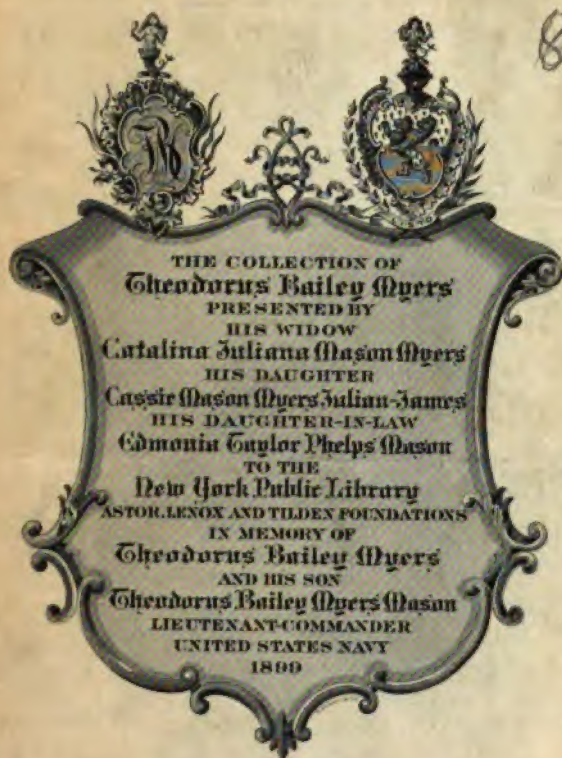 THE COLLECTION OF
Theodorus Bailey Myers
PRESENTED BY
HIS WIDOW
Catalina Juliana Mason Myers
HIS DAUGHTER
Cassie Mason Myers Julian-James
HIS DAUGHTER-IN-LAW
Edmonia Taylor Phelps Mason
TO THE
New York Public Library
ASTOR, LENOX AND TILDEN FOUNDATIONS
IN MEMORY OF
Theodorus Bailey Myers
AND HIS SON
Theodorus Bailey Myers Mason
LIEUTENANT-COMMANDER
UNITED STATES NAVY
1899